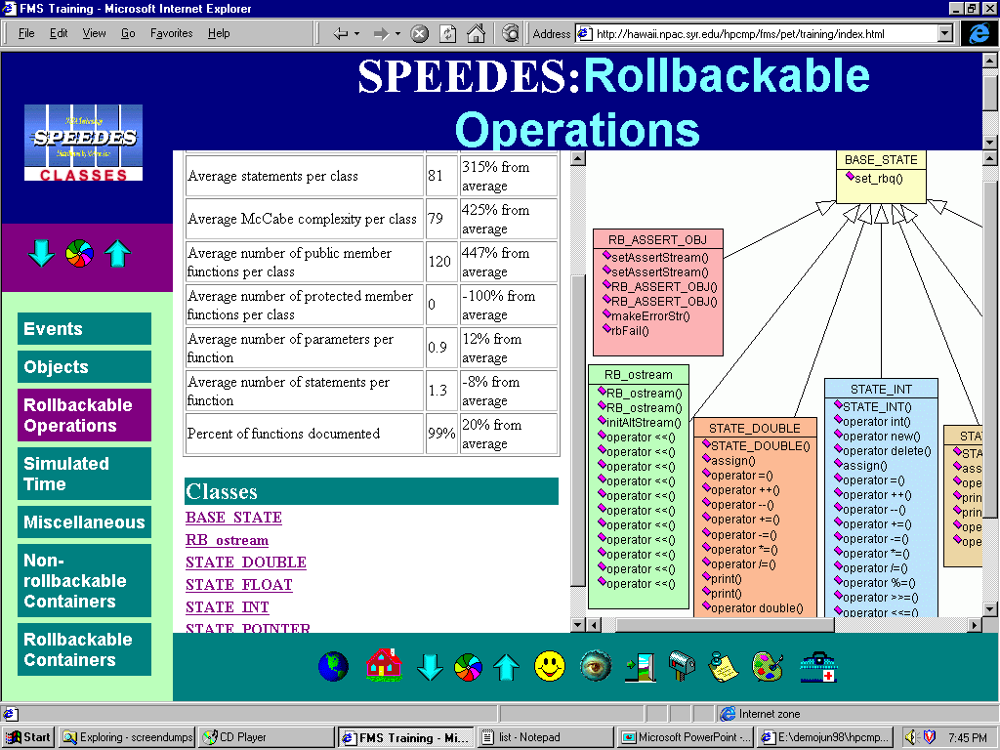 FMS Training - Microsoft Internet Explorer
File Edit View Go Favorites Help
Address http://hawaii.npac.syr.edu/hpcmp/fms/pet/training/index.html
SPEEDES:Rollbackable
Operations
SPEEDES
CLASSES
Events
Objects
Rollbackable
Operations
Simulated
Time
Miscellaneous
Non-
rollbackable
Containers
Rollbackable
Containers
Average statements per class 81 315% from
average
Average McCabe complexity per class 79 425% from
average
Average number of public member
functions per class 120 447% from
average
Average number of protected member
functions per class 0 -100% from
average
Average number of parameters per
function 0.9 12% from
average
Average number of statements per
function 1.3 -8% from
average
Percent of functions documented 99% 20% from
average
Classes
BASE_STATE
RB_ostream
STATE_DOUBLE
STATE_FLOAT
STATE_INT
STATE_POINTER
BASE_STATE
set_rbq()
RB_ASSERT_OBJ
setAssertStream()
setAssertStream()
RB_ASSERT_OBJ()
RB_ASSERT_OBJ()
makeErrorStr()
rbFail()
RB_ostream
RB_ostream()
RB_ostream()
initAltStream()
operator <<()
operator <<()
operator <<()
operator <<()
operator <<()
operator <<()
operator <<()
operator <<()
operator <<()
operator <<()
operator <<()
STATE_DOUBLE
STATE_DOUBLE()
assign()
operator =()
operator ++()
operator --()
operator +=()
operator -=()
operator *=()
operator /=()
print()
print()
operator double()
STATE_INT
STATE_INT()
operator int()
operator new()
operator delete()
assign()
operator =()
operator ++()
operator --()
operator +=()
operator -=()
operator *=()
operator /=()
operator %=()
operator >>=()
operator <<=()
STAT
STA
ass
ope
prin
prin
ope
ope
Internet zone
Start Exploring - screendumps CD Player FMS Training - Mi... list - Notepad Microsoft PowerPoint -... E:\demojun98\hpcmp... 7:45 PM